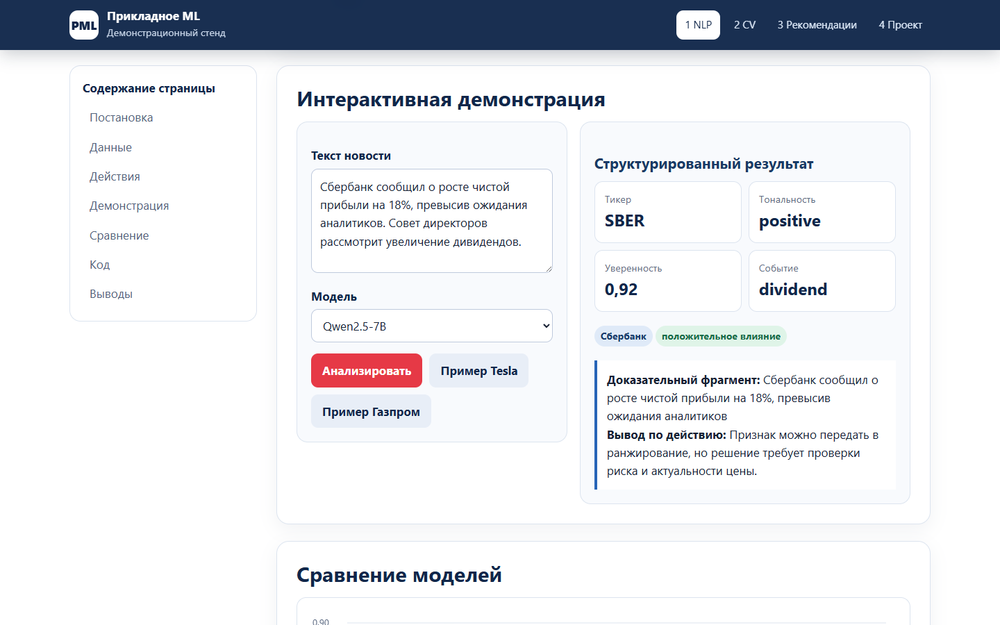 PML
Прикладное ML
Демонстрационный стенд
1 NLP
2 CV
3 Рекомендации
4 Проект
Содержание страницы
Постановка
Данные
Действия
Демонстрация
Сравнение
Код
Выводы
Интерактивная демонстрация
Текст новости
Сбербанк сообщил о росте чистой
прибыли на 18%, превысив ожидания
аналитиков. Совет директоров
рассмотрит увеличение дивидендов.
Модель
Qwen2.5-7B
Анализировать
Пример Tesla
Пример Газпром
Структурированный результат
Тикер
SBER
Тональность
positive
Уверенность
0,92
Событие
dividend
Сбербанк
положительное влияние
Доказательный фрагмент: Сбербанк сообщил о
росте чистой прибыли на 18%, превысив
ожидания аналитиков
Вывод по действию: Признак можно передать в
ранжирование, но решение требует проверки
риска и актуальности цены.
Сравнение моделей
0,90